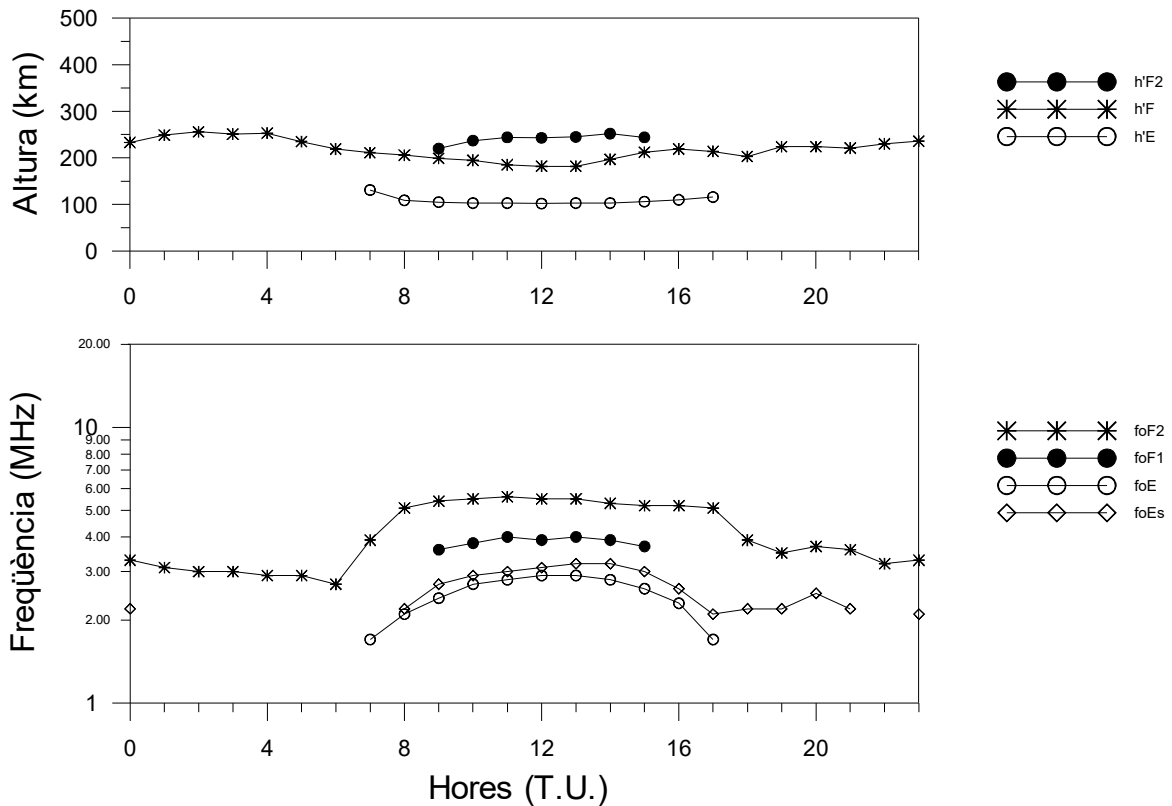 500
400
300
200
100
0
Altura (km)
0 4 8 12 16 20
h'F2
h'F
h'E
20.00
10
9.00
8.00
7.00
6.00
5.00
4.00
3.00
2.00
1
Freqüència (MHz)
0 4 8 12 16 20
Hores (T.U.)
foF2
foF1
foE
foEs